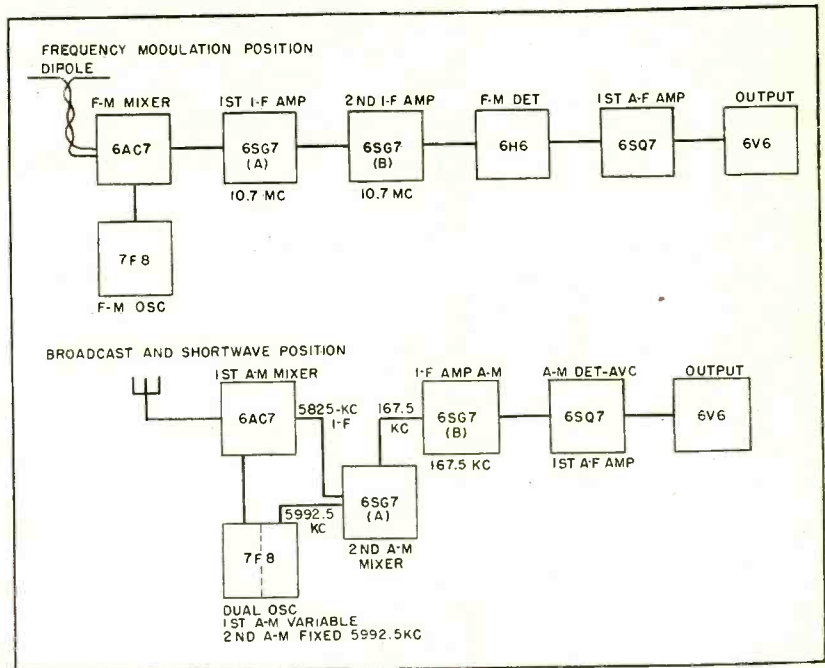 FREQUENCY MODULATION POSITION
DIPOLE
F-M MIXER
6AC7
1ST I-F AMP
6SG7
(A)
10.7 MC
2ND I-F AMP
6SG7
(B)
10.7 MC
F-M DET
6H6
1ST A-F AMP
6SQ7
OUTPUT
6V6
7F8
F-M OSC
BROADCAST AND SHORTWAVE POSITION
1ST A-M MIXER
6AC7
5825-KC
I-F
5992.5
KC
7F8
DUAL OSC
1ST A-M VARIABLE
2ND A-M FIXED 5992.5KC
167.5
KC
6SG7
(A)
2ND A-M
MIXER
I-F AMP A-M
6SG7
(B)
167.5 KC
A-M DET-AVC
6SQ7
1ST A-F AMP
OUTPUT
6V6